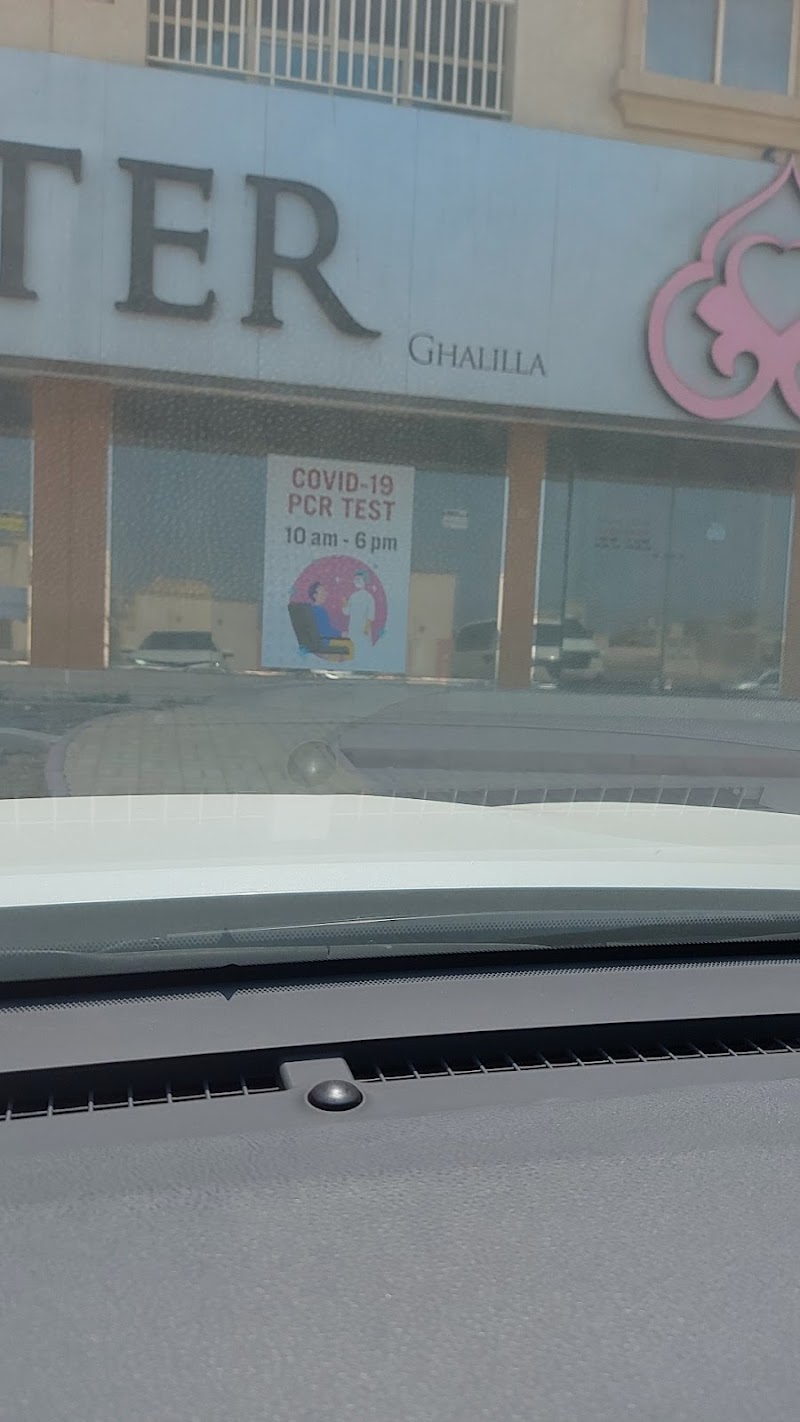 TER
GHALILLA
COVID-19
PCR TEST
10 am - 6 pm